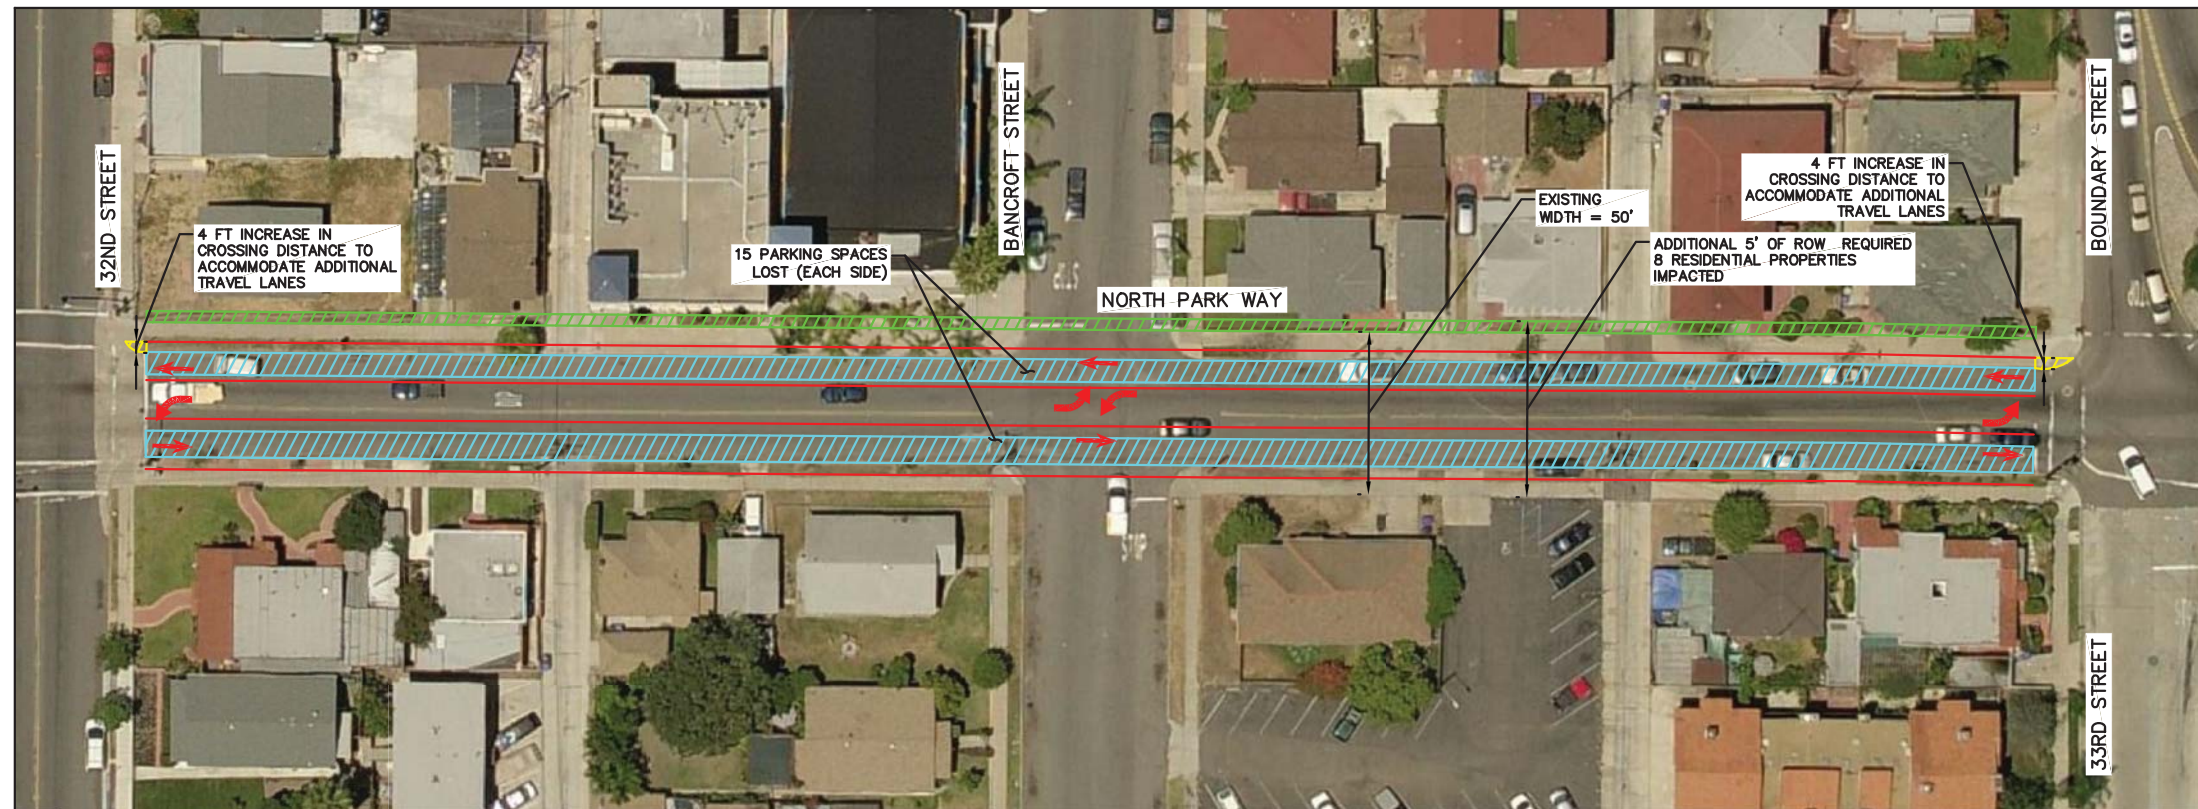 32ND STREET
4 FT INCREASE IN
CROSSING DISTANCE TO
ACCOMMODATE ADDITIONAL
TRAVEL LANES
15 PARKING SPACES
LOST (EACH SIDE)
BANCROFT STREET
NORTH PARK WAY
EXISTING
WIDTH = 50'
ADDITIONAL 5' OF ROW REQUIRED
8 RESIDENTIAL PROPERTIES
IMPACTED
4 FT INCREASE IN
CROSSING DISTANCE TO
ACCOMMODATE ADDITIONAL
TRAVEL LANES
BOUNDARY STREET
33RD STREET